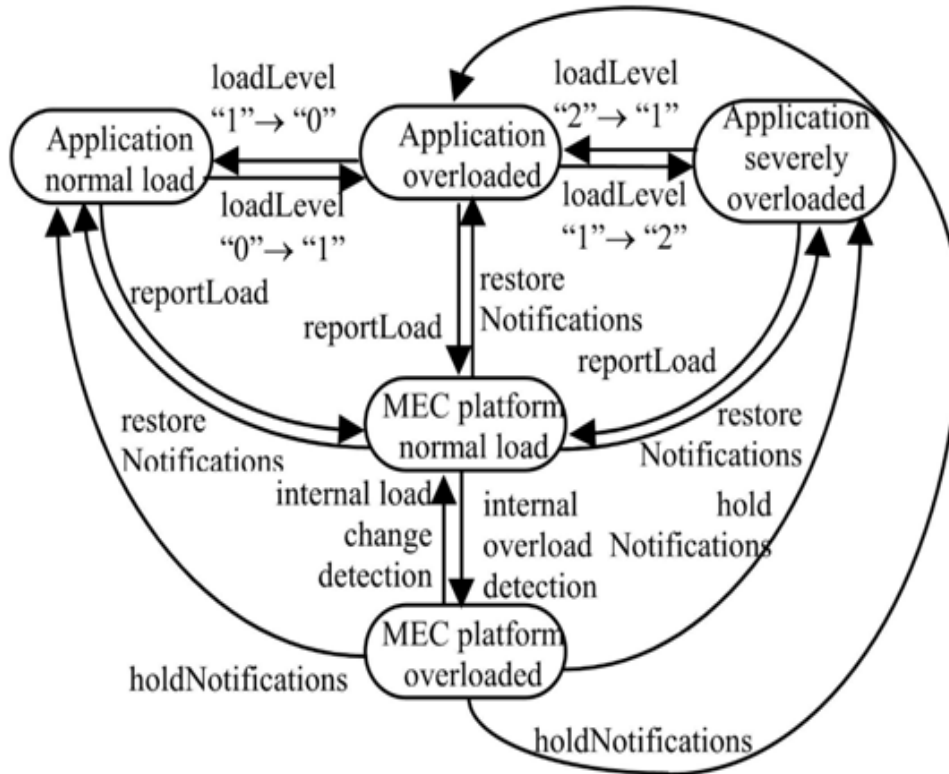 loadLevel
“1”→ “0”
loadLevel
“2”→ “1”
Application
normal load
Application
overloaded
Application
severely
overloaded
loadLevel
“0”→ “1”
loadLevel
“1”→ “2”
reportLoad
reportLoad
restore
Notifications
reportLoad
MEC platform
normal load
restore
Notifications
restore
Notifications
internal load
change
detection
internal
overload
detection
hold
Notifications
MEC platform
overloaded
holdNotifications
holdNotifications